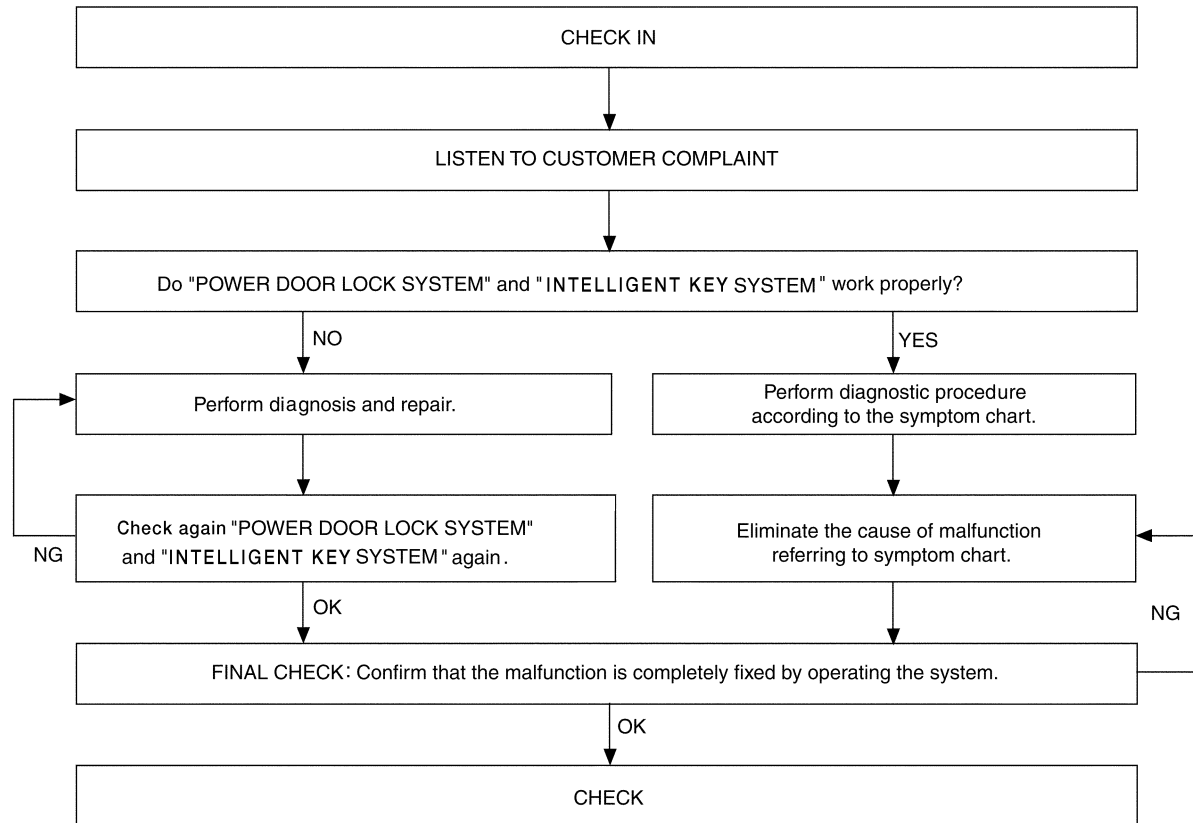 CHECK IN
LISTEN TO CUSTOMER COMPLAINT
Do "POWER DOOR LOCK SYSTEM" and "INTELLIGENT KEY SYSTEM" work properly?
NO
YES
Perform diagnosis and repair.
Perform diagnostic procedure
according to the symptom chart.
Check again "POWER DOOR LOCK SYSTEM"
and "INTELLIGENT KEY SYSTEM" again.
NG
Eliminate the cause of malfunction
referring to symptom chart.
OK
NG
FINAL CHECK: Confirm that the malfunction is completely fixed by operating the system.
OK
CHECK